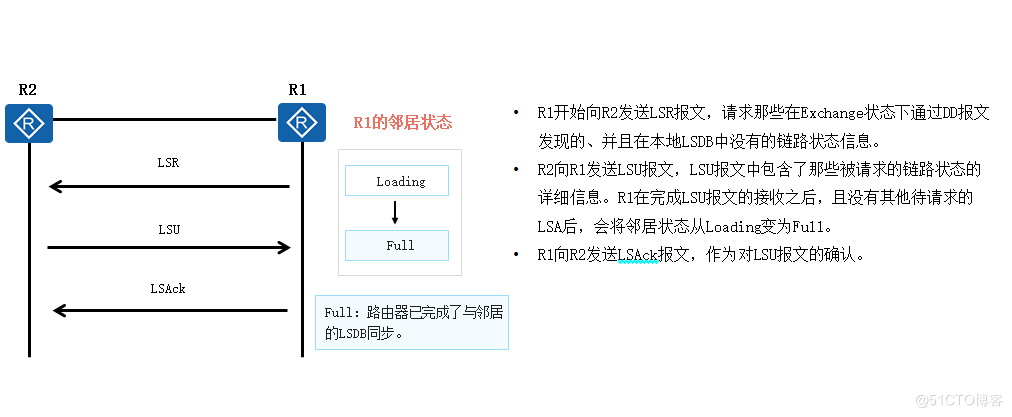 R2
R1
R
R
R1的邻居状态
LSR
Loading
LSU
Full
LSAck
Full：路由器已完成了与邻居
的LSDB同步。
• R1开始向R2发送LSR报文，请求那些在Exchange状态下通过DD报文
发现的、并且在本地LSDB中没有的链路状态信息。
• R2向R1发送LSU报文，LSU报文中包含了那些被请求的链路状态的
详细信息。R1在完成LSU报文的接收之后，且没有其他待请求的
LSA后，会将邻居状态从Loading变为Full。
• R1向R2发送LSAck报文，作为对LSU报文的确认。
@51CTO博客